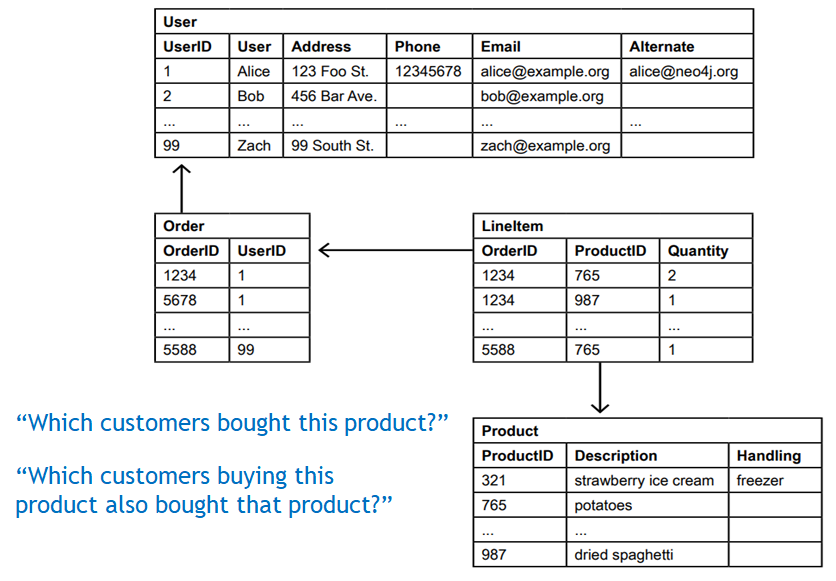 User
UserID User Address Phone Email Alternate
1 Alice 123 Foo St. 12345678 alice@example.org alice@neo4j.org
2 Bob 456 Bar Ave. bob@example.org
... ... ... ... ... ...
99 Zach 99 South St. zach@example.org
Order
OrderID UserID
1234 1
5678 1
... ...
5588 99
LineItem
OrderID ProductID Quantity
1234 765 2
1234 987 1
... ... ...
5588 765 1
“Which customers bought this product?”
“Which customers buying this
product also bought that product?”
Product
ProductID Description Handling
321 strawberry ice cream freezer
765 potatoes
... ...
987 dried spaghetti